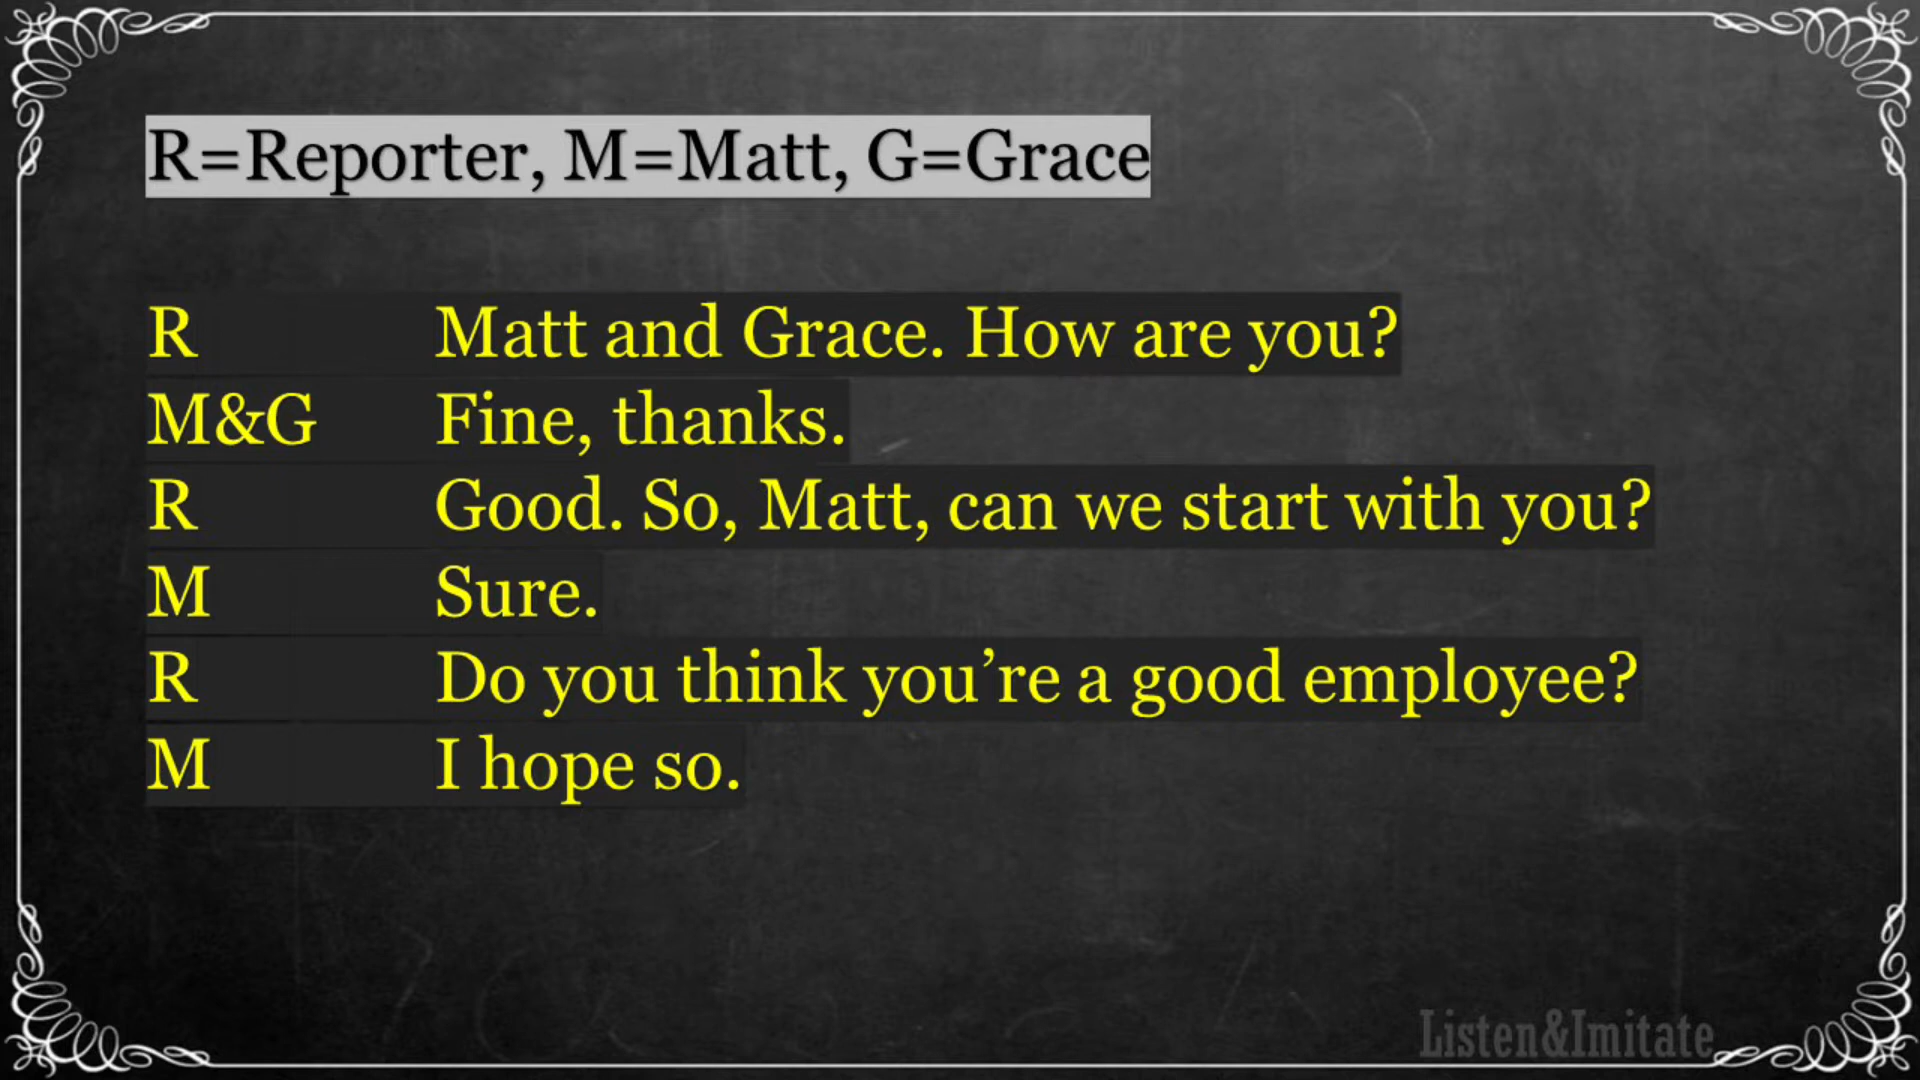 R=Reporter, M=Matt, G=Grace
R Matt and Grace. How are you?
M&G Fine, thanks.
R Good. So, Matt, can we start with you?
M Sure.
R Do you think you’re a good employee?
M I hope so.
Listen&Imitate